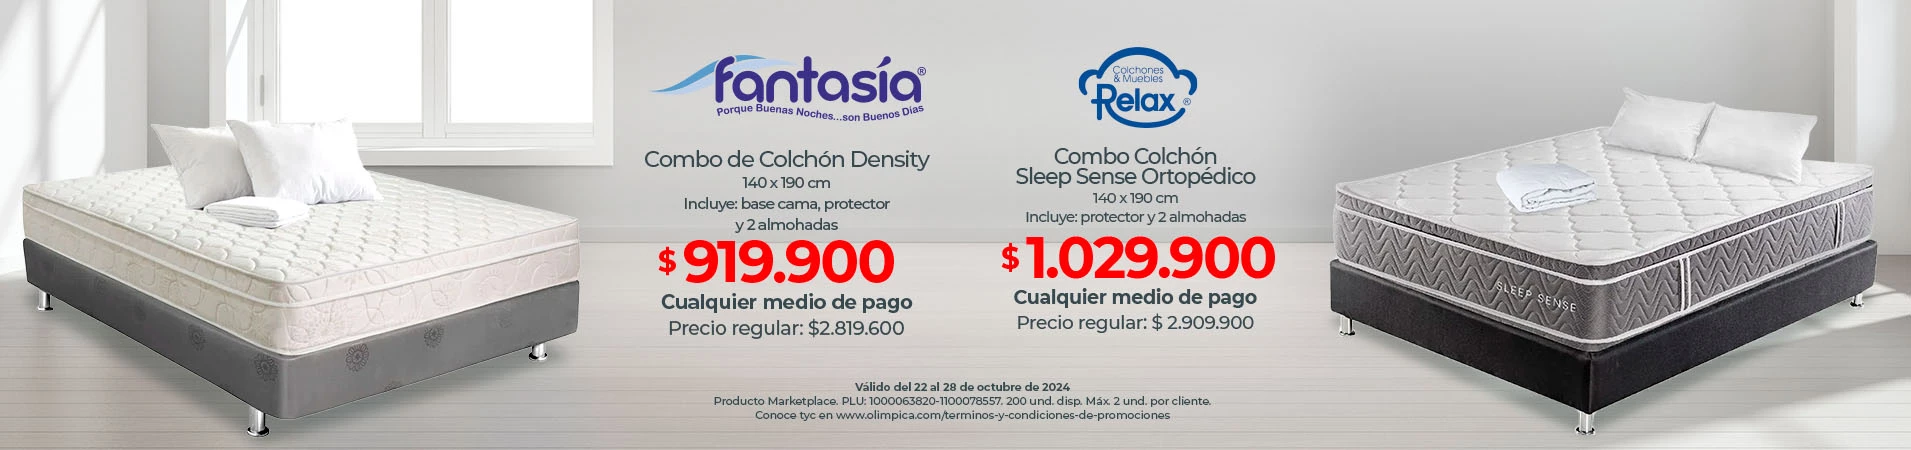 fantasía®
Porque Buenas Noches...son Buenos Días
Combo de Colchón Density
140 x 190 cm
Incluye: base cama, protector
y 2 almohadas
$ 919.900
Cualquier medio de pago
Precio regular: $2.819.600
Colchones
& Muebles
Relax ®
Combo Colchón
Sleep Sense Ortopédico
140 x 190 cm
Incluye: protector y 2 almohadas
$ 1.029.900
Cualquier medio de pago
Precio regular: $ 2.909.900
SLEEP SENSE
Válido del 22 al 28 de octubre de 2024
Producto Marketplace. PLU: 1000063820-1100078557. 200 und. disp. Máx. 2 und. por cliente.
Conoce tyc en www.olimpica.com/terminos-y-condiciones-de-promociones